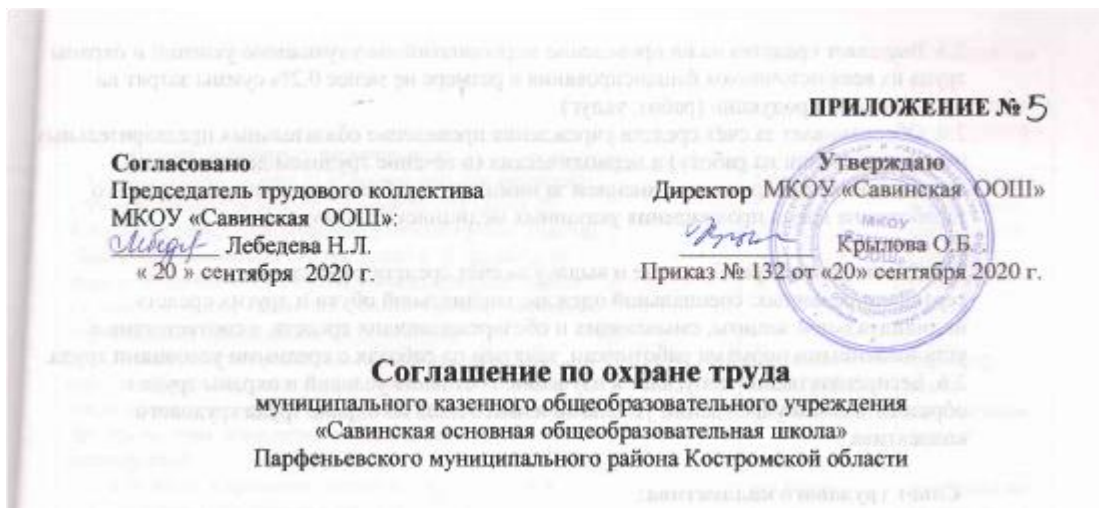 ПРИЛОЖЕНИЕ № 5
Согласовано
Председатель трудового коллектива
МКОУ «Савинская ООШ»:
Лебедева Н.Л.
« 20 » сентября 2020 г.
Утверждаю
Директор МКОУ «Савинская ООШ»
Крылова О.Б.
Приказ № 132 от «20» сентября 2020 г.
МКОУ
ООШ»
Соглашение по охране труда
муниципального казенного общеобразовательного учреждения
«Савинская основная общеобразовательная школа»
Парфеньевского муниципального района Костромской области